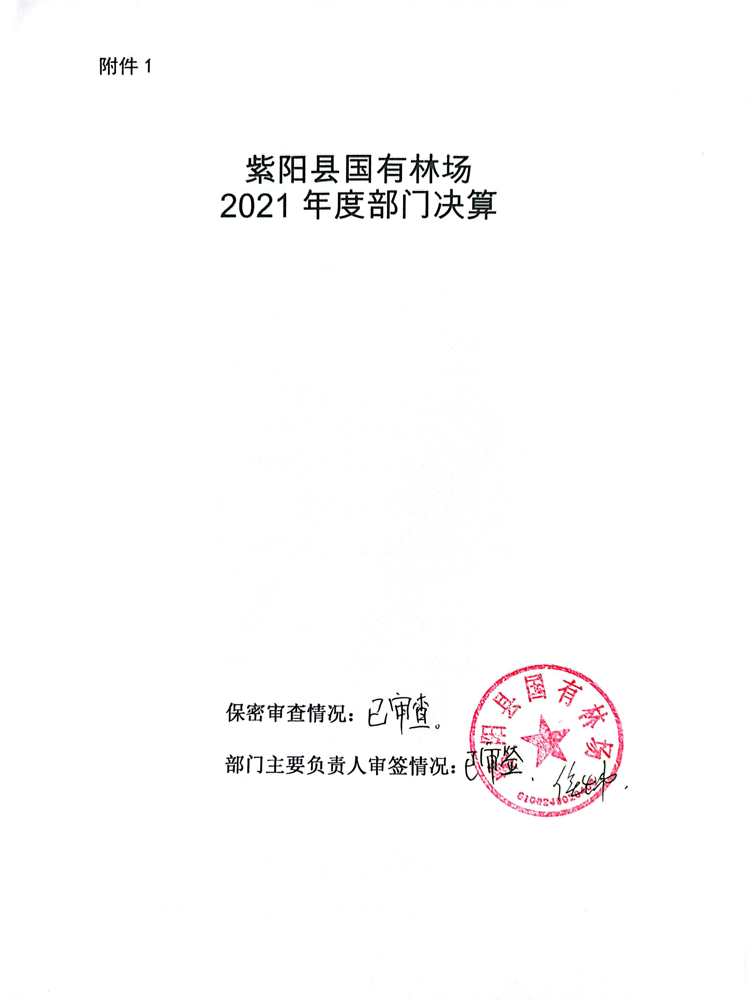 附件 1
紫阳县国有林场
2021 年度部门决算
保密审查情况：已审查。
部门主要负责人审签情况：已审签.
阳县国有林场